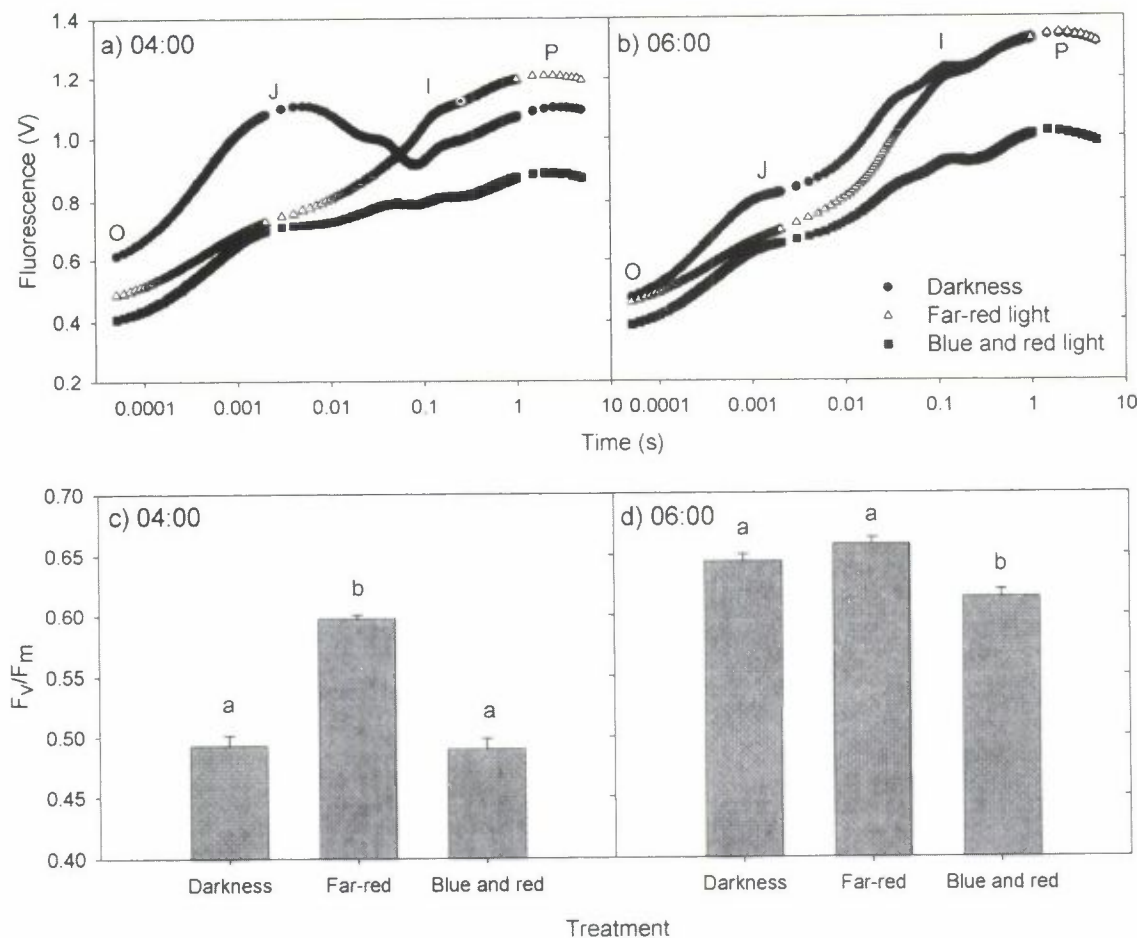 a) 04:00
b) 06:00
O
J
I
P
O
J
I
P
Fluorescence (V)
1.4
1.2
1.0
0.8
0.6
0.4
0.2
Darkness
Far-red light
Blue and red light
0.0001 0.001 0.01 0.1 1 10 0.0001 0.001 0.01 0.1 1 10
Time (s)
c) 04:00
d) 06:00
Fv/Fm
0.70
0.65
0.60
0.55
0.50
0.45
0.40
a
b
a
a
a
b
Darkness Far-red Blue and red Darkness Far-red Blue and red
Treatment